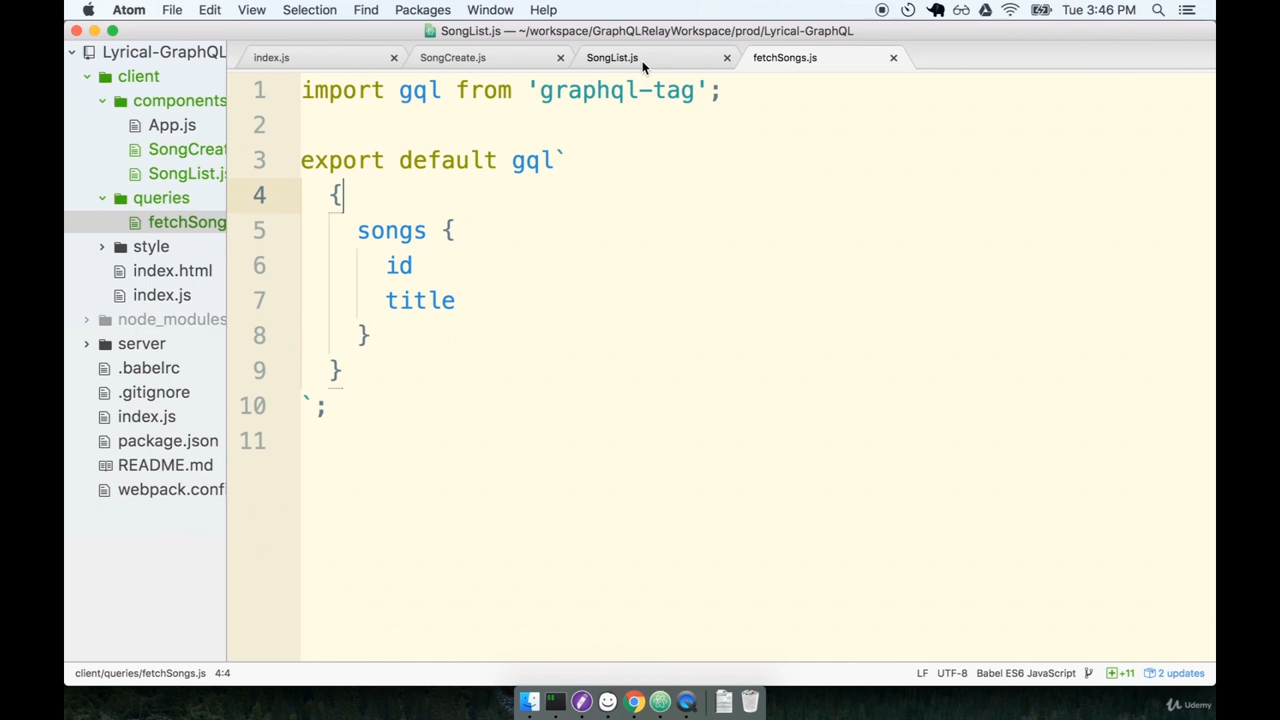 Atom File Edit View Selection Find Packages Window Help Tue 3:46 PM
SongList.js — ~/workspace/GraphQLRelayWorkspace/prod/Lyrical-GraphQL
Lyrical-GraphQL
client
components
App.js
SongCreat
SongList.js
queries
fetchSong
style
index.html
index.js
node_modules
server
.babelrc
.gitignore
index.js
package.json
README.md
webpack.confi
index.js SongCreate.js SongList.js fetchSongs.js
1 import gql from 'graphql-tag';
2
3 export default gql`
4 {
5 songs {
6 id
7 title
8 }
9 }
10 `;
11
client/queries/fetchSongs.js 4:4 LF UTF-8 Babel ES6 JavaScript +11 2 updates
Udemy